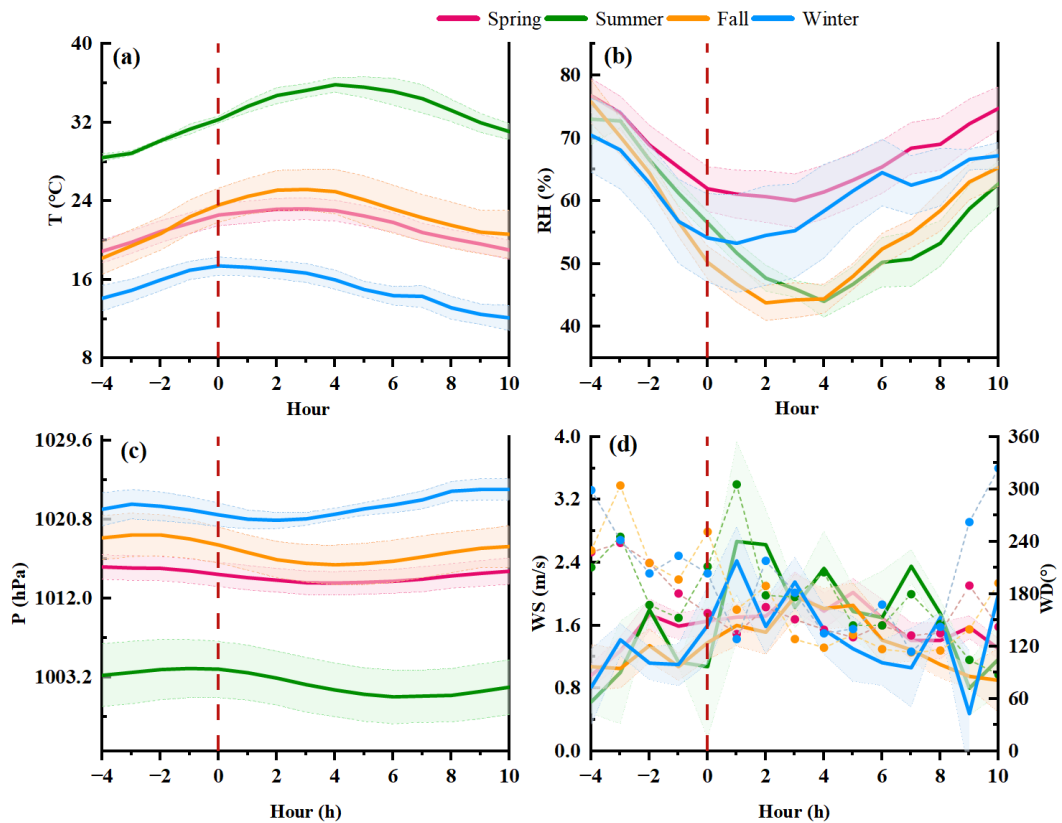 Spring Summer Fall Winter
(a)
40
32
24
16
8
T (℃)
−4 −2 0 2 4 6 8 10
Hour
(b)
80
70
60
50
40
RH (%)
−4 −2 0 2 4 6 8 10
Hour
(c)
1029.6
1020.8
1012.0
1003.2
P (hPa)
−4 −2 0 2 4 6 8 10
Hour (h)
(d)
4.0
3.2
2.4
1.6
0.8
0.0
WS (m/s)
360
300
240
180
120
60
0
WD(C)
−4 −2 0 2 4 6 8 10
Hour (h)